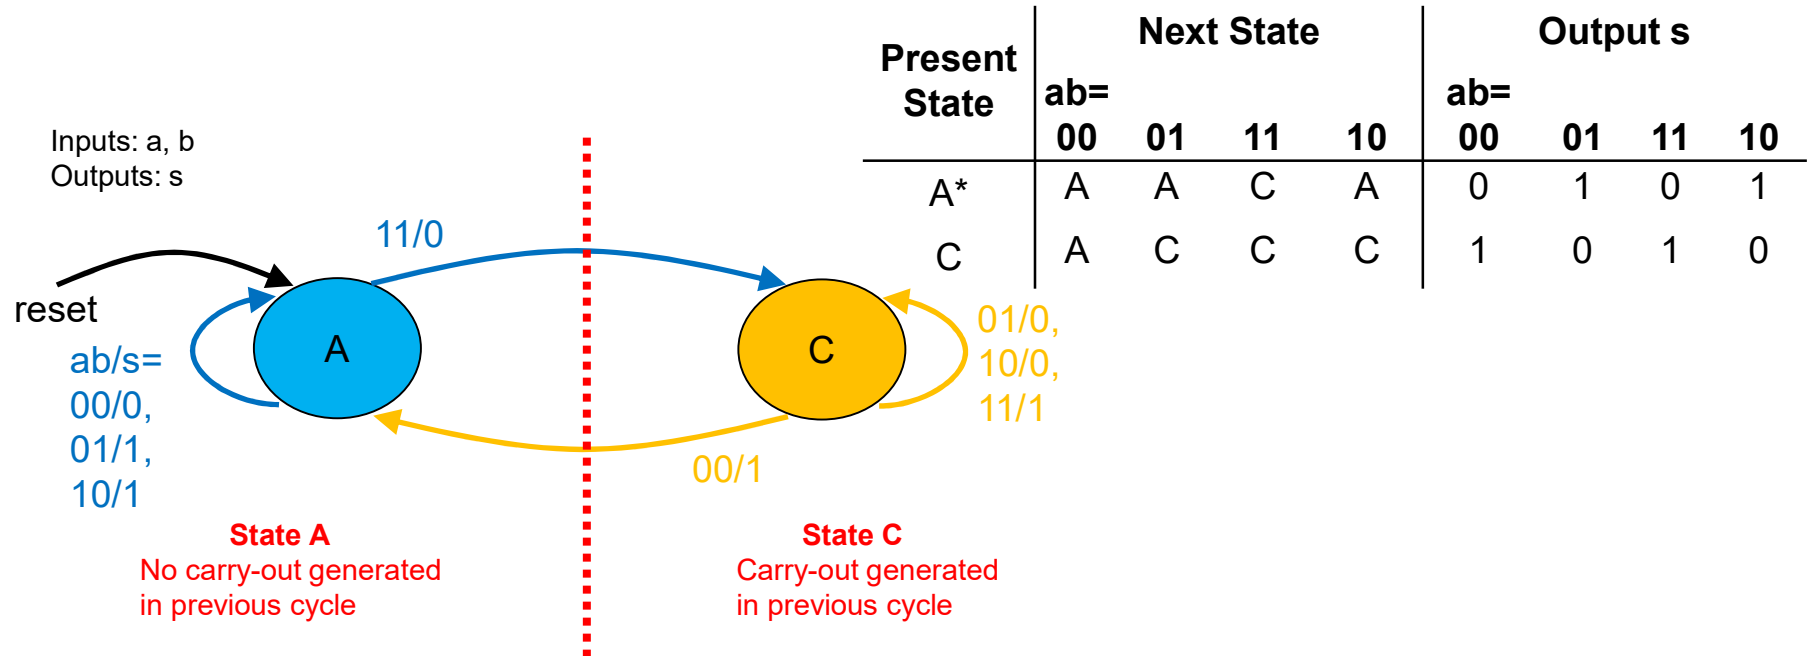 Inputs: a, b
Outputs: s
reset
ab/s=
00/0,
01/1,
10/1
A
11/0
00/1
C
01/0,
10/0,
11/1
State A
No carry-out generated
in previous cycle
State C
Carry-out generated
in previous cycle
Present
State
Next State
Output s
ab=
ab=
00 01 11 10 00 01 11 10
A* A A C A 0 1 0 1
C A C C C 1 0 1 0